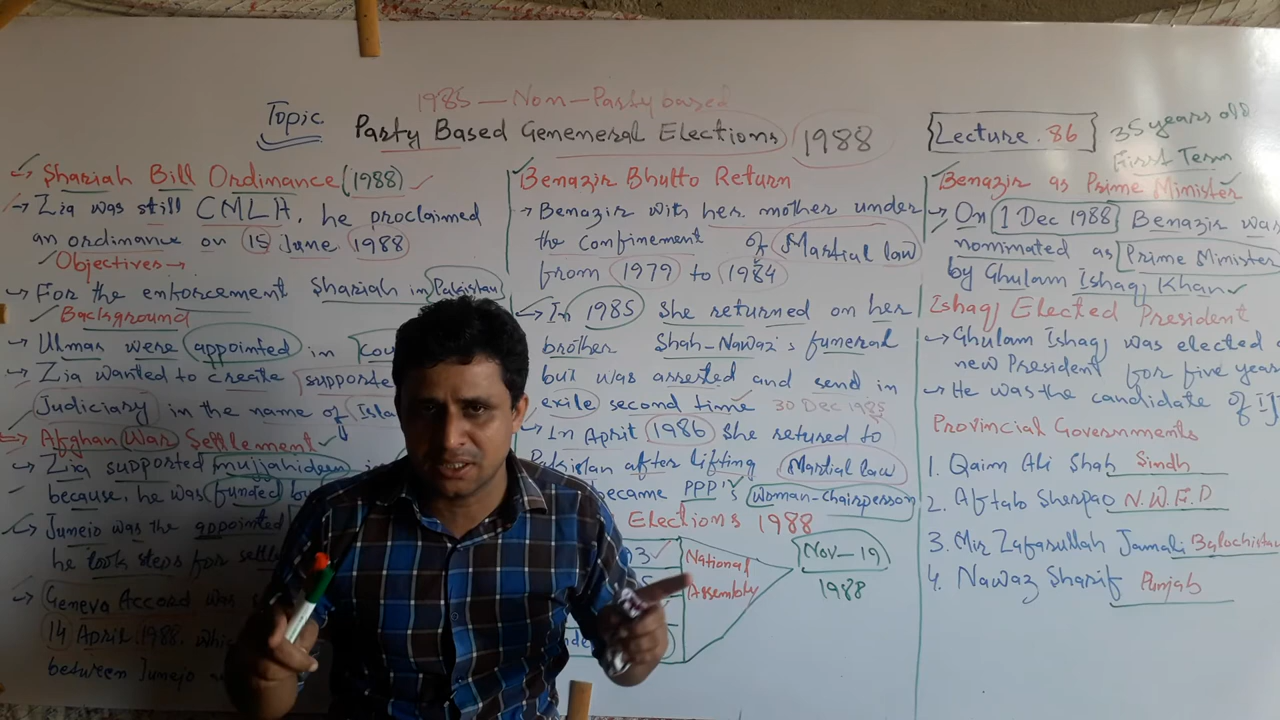 1985 — Non-Party based
Topic Party Based Genemeral Elections 1988
Lecture. 86
35 years old
First Term
→ Shariah Bill Ordinance (1988)
→ Zia was still CMLH, he proclaimed
an ordinance on 15 June 1988
Objectives →
→ For the enforcement Shariah in Pakistan
Background
→ Ulmas were appointed in
→ Zia wanted to create
Judiciary in the name of
→ Afghan War Settlement
→ Zia supported mujjahideen
because, he was funded by
→ Junejo was the appointed
he took steps for
→ Geneva Accord was
14 April 1988.
between Junejo
Benazir Bhutto Return
→ Benazir with her mother under
the confinement of Martial law
from 1979 to 1984
→ In 1985 She returned on her
brother Shah-Nawaz's funeral
but was arrested and send in
exile second time 30 Dec 1985
→ In April 1986 She retured to
Pakistan after lifting Martial law
became PPP's Woman-Chairperson
Elections 1988
National
Assembly
Nov-19
1988
Benazir as Prime Minister
→ On 1 Dec 1988 Benazir was
nominated as Prime Minister
by Ghulam Ishaq Khan
Ishaq Elected President
→ Ghulam Ishaq was elected
new President for five years
→ He was the candidate of
Provincial Governments
1. Qaim Ali Shah Sindh
2. Aftab Sherpao N.W.F.P
3. Mir Zafarullah Jamali Balochistan
4. Nawaz Sharif Punjab